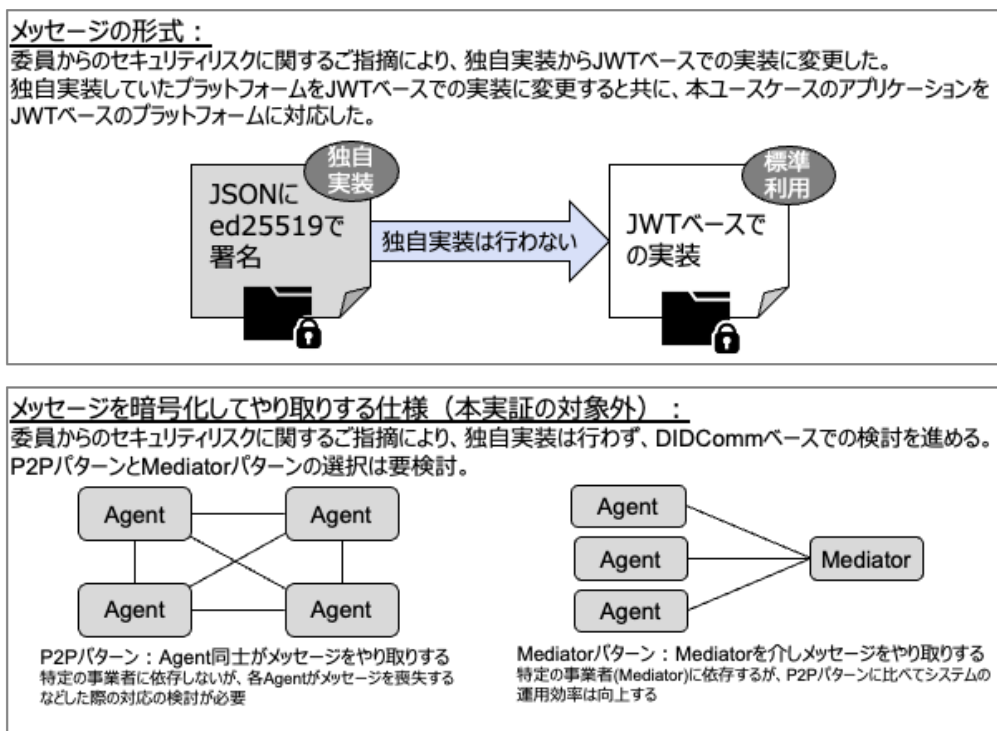 メッセージの形式：
委員からのセキュリティリスクに関するご指摘により、独自実装からJWTベースでの実装に変更した。
独自実装していたプラットフォームをJWTベースでの実装に変更すると共に、本ユースケースのアプリケーションを
JWTベースのプラットフォームに対応した。
独自
実装
JSONに
ed25519で
署名
独自実装は行わない
標準
利用
JWTベースで
の実装
メッセージを暗号化してやり取りする仕様（本実証の対象外）：
委員からのセキュリティリスクに関するご指摘により、独自実装は行わず、DIDCommベースでの検討を進める。
P2PパターンとMediatorパターンの選択は要検討。
Agent
Agent
Agent
Agent
P2Pパターン：Agent同士がメッセージをやり取りする
特定の事業者に依存しないが、各Agentがメッセージを喪失する
などした際の対応の検討が必要
Agent
Agent
Agent
Mediator
Mediatorパターン：Mediatorを介しメッセージをやり取りする
特定の事業者(Mediator)に依存するが、P2Pパターンに比べてシステムの
運用効率は向上する